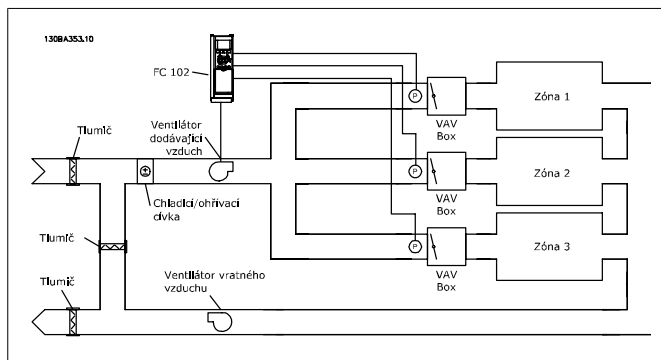 130BA353.10
FC 102
P
VAV
Box
Zóna 1
Tlumič
Ventilátor
dodávající
vzduch
P
VAV
Box
Zóna 2
Chladicí/ohřívací
cívka
Tlumič
P
VAV
Box
Zóna 3
Tlumič
Ventilátor vratného
vzduchu